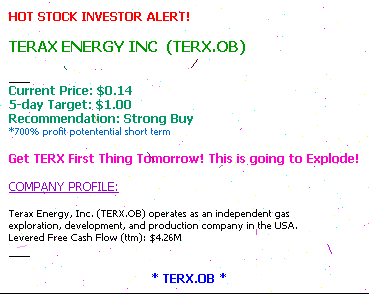 HOT STOCK INVESTOR ALERT!
TERAX ENERGY INC (TERX.OB)
Current Price: $0.14
5-day Target: $1.00
Recommendation: Strong Buy
*700% profit potentential short term
Get TERX First Thing Tomorrow! This is going to Explode!
COMPANY PROFILE:
Terax Energy, Inc. (TERX.OB) operates as an independent gas
exploration, development, and production company in the USA.
Levered Free Cash Flow (ttm): $4.26M
* TERX.OB *